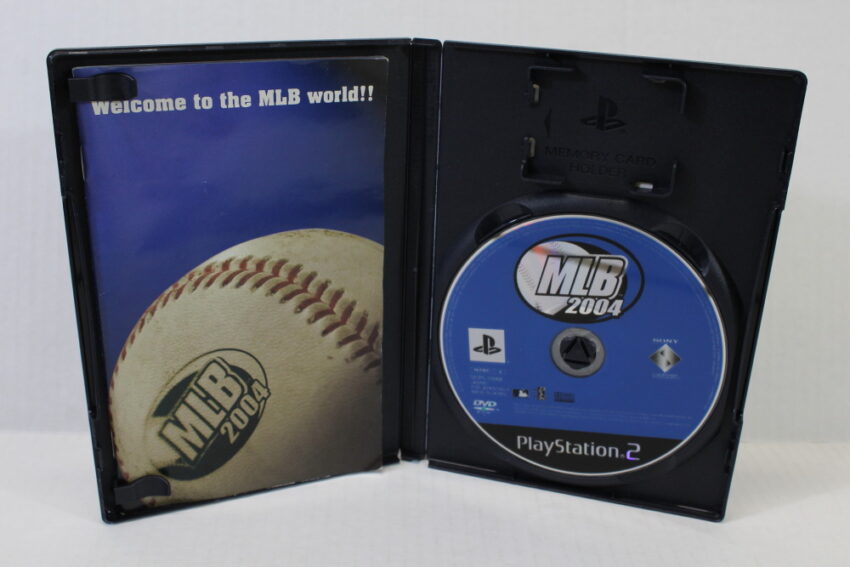 Welcome to the MLB world!!
MLB
2004
MEMORY CARD
HOLDER
MLB
2004
SONY
DVD
PlayStation.2